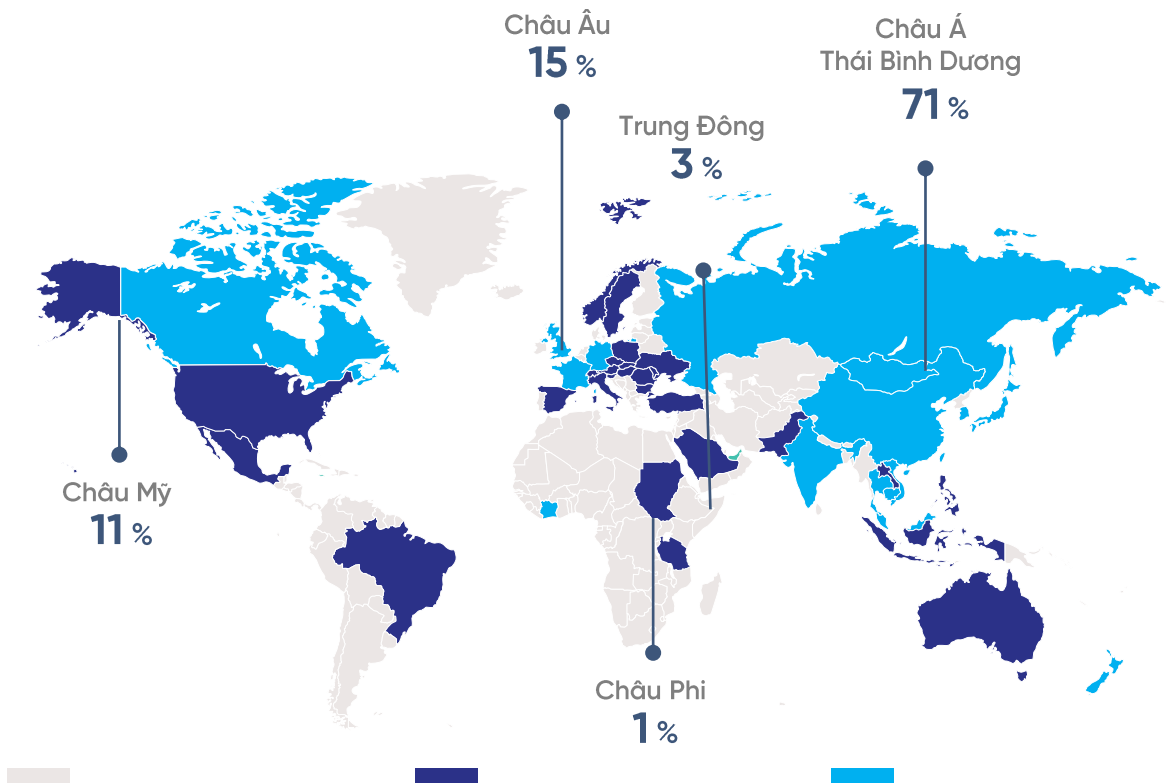 Châu Âu
15 %
Châu Á
Thái Bình Dương
71 %
Trung Đông
3 %
Châu Mỹ
11 %
Châu Phi
1 %